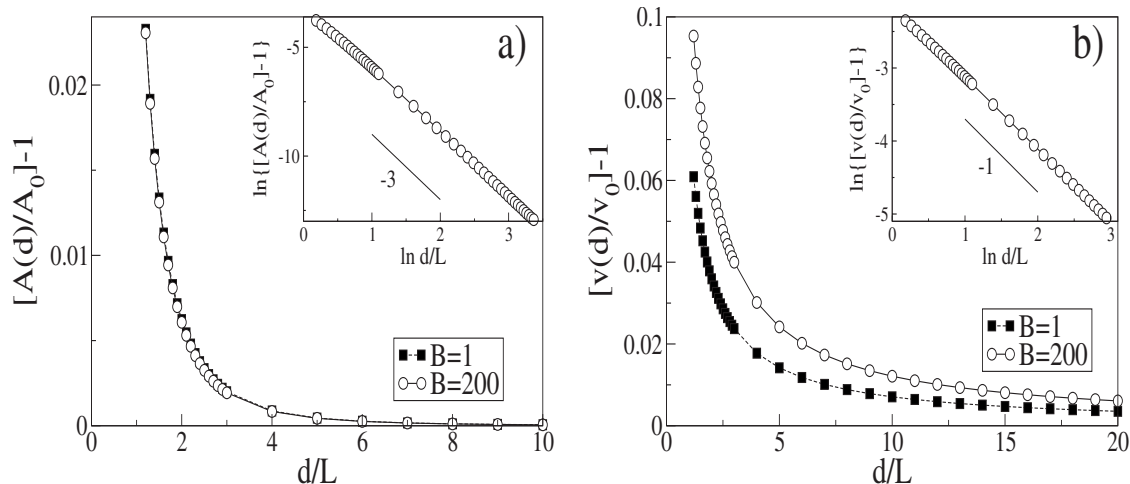 a)
[A(d)/A0]-1
0.02
0.01
0
0 2 4 6 8 10
d/L
B=1
B=200
ln{[A(d)/A0]-1}
-5
-10
-3
0 1 2 3
ln d/L
b)
[v(d)/v0]-1
0.1
0.08
0.06
0.04
0.02
0
0 5 10 15 20
d/L
B=1
B=200
ln{[v(d)/v0]-1}
-3
-4
-5
-1
0 1 2 3
ln d/L